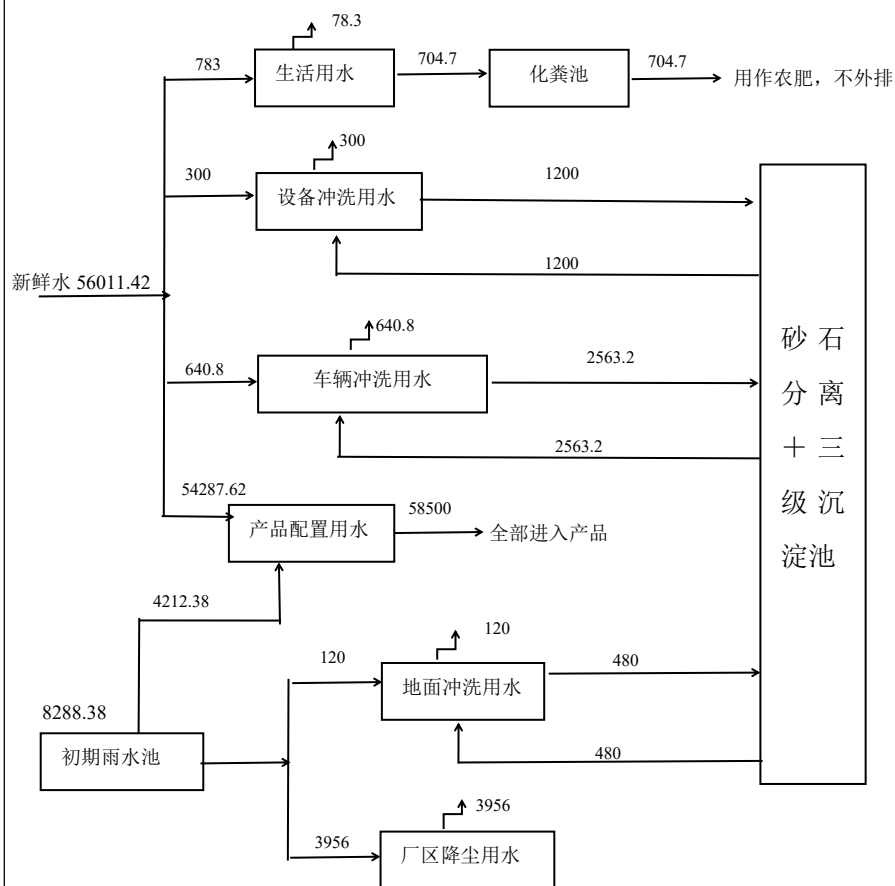 78.3
783
生活用水
704.7
化粪池
704.7
用作农肥，不外排
300
300
设备冲洗用水
1200
1200
新鲜水 56011.42
640.8
640.8
车辆冲洗用水
2563.2
2563.2
砂石
分离
＋三
级沉
淀池
54287.62
产品配置用水
58500
全部进入产品
4212.38
120
120
地面冲洗用水
480
480
8288.38
初期雨水池
3956
3956
厂区降尘用水